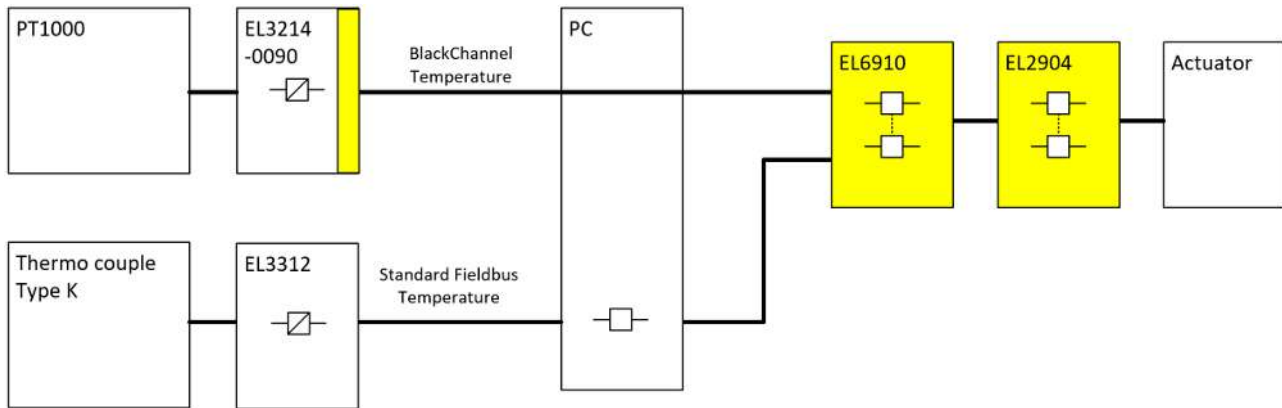 PT1000
EL3214
-0090
BlackChannel
Temperature
PC
EL6910
EL2904
Actuator
Thermo couple
Type K
EL3312
Standard Fieldbus
Temperature